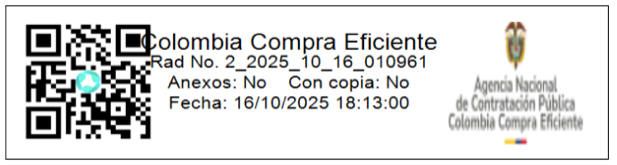 Colombia Compra Eficiente
Rad No. 2_2025_10_16_010961
Anexos: No Con copia: No
Fecha: 16/10/2025 18:13:00
Agencia Nacional
de Contratación Pública
Colombia Compra Eficiente